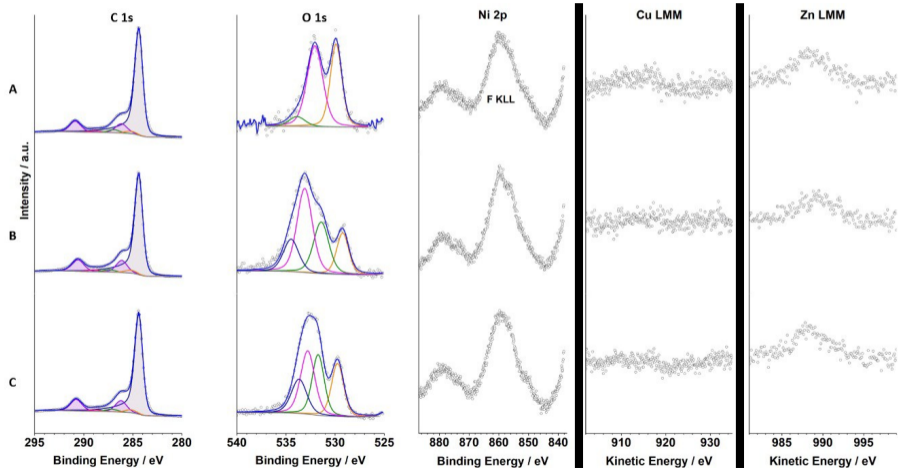 C 1s
O 1s
Ni 2p
Cu LMM
Zn LMM
A
B
C
Intensity / a.u.
F KLL
295 290 285 280
540 535 530 525
880 870 860 850 840
910 920 930
985 990 995
Binding Energy / eV
Binding Energy / eV
Binding Energy / eV
Kinetic Energy / eV
Kinetic Energy / eV